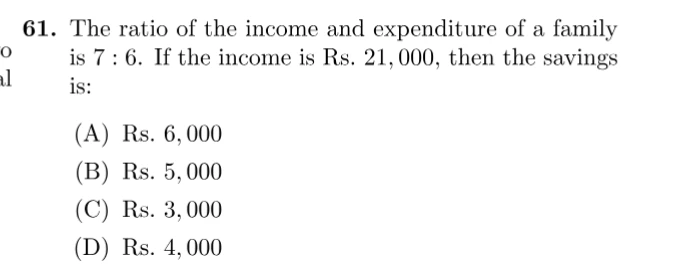 61. The ratio of the income and expenditure of a family
o
is 7 : 6. If the income is Rs. 21,000, then the savings
al
is:
(A) Rs. 6,000
(B) Rs. 5,000
(C) Rs. 3,000
(D) Rs. 4,000